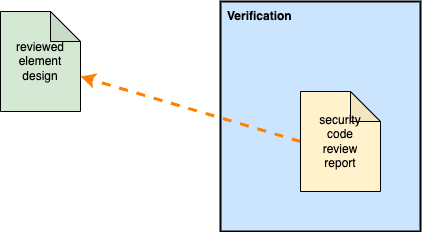 reviewed
element
design
Verification
security
code
review
report